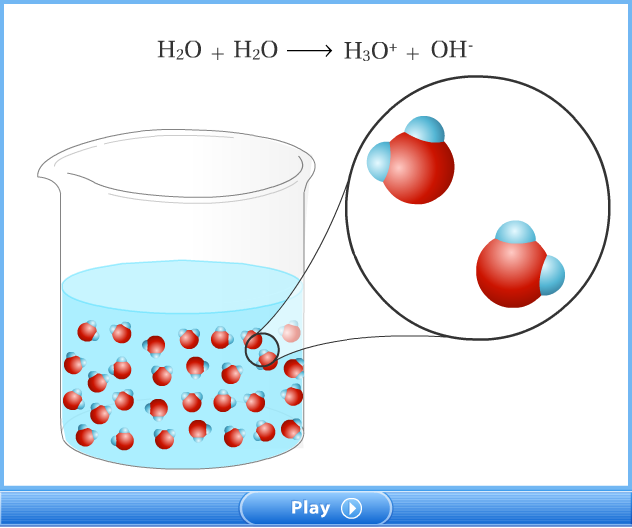 H₂O + H₂O ⟶ H₃O⁺ + OH⁻
Play